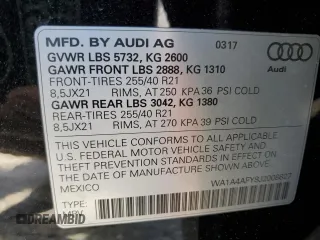 MFD. BY AUDI AG 0317
GVWR LBS 5732, KG 2600
GAWR FRONT LBS 2888, KG 1310
FRONT-TIRES 255/40 R21
8,5JX21 RIMS, AT 250 KPA 36 PSI COLD
GAWR REAR LBS 3042, KG 1380
REAR-TIRES 255/40 R21
8,5JX21 RIMS, AT 270 KPA 39 PSI COLD
Audi
THIS VEHICLE CONFORMS TO ALL APPLICABLE
U.S. FEDERAL MOTOR VEHICLE SAFETY STANDARDS
IN EFFECT ON THE DATE OF MANUFACTURE SHOWN ABOVE.
MEXICO
TYPE:
DREAMBID